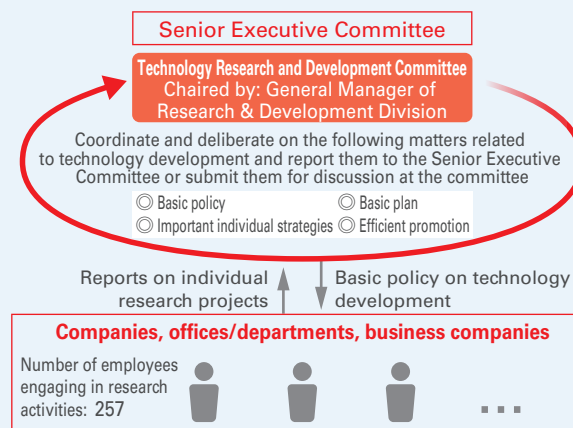 Senior Executive Committee
Technology Research and Development Committee
Chaired by: General Manager of
Research & Development Division
Coordinate and deliberate on the following matters related
to technology development and report them to the Senior Executive
Committee or submit them for discussion at the committee
◎ Basic policy ◎ Basic plan
◎ Important individual strategies ◎ Efficient promotion
Reports on individual
research projects
Basic policy on technology
development
Companies, offices/departments, business companies
Number of employees
engaging in research
activities: 257
...